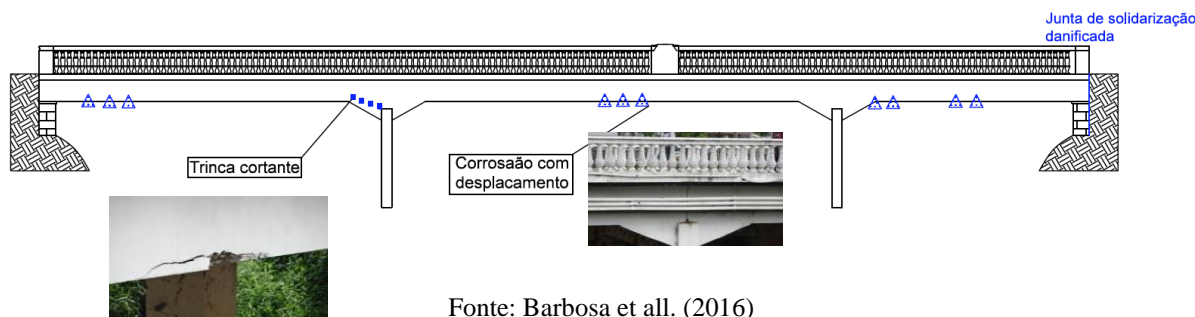 Junta de solidarização
danificada
Trinca cortante
Corrosaão com
desplacamento
Fonte: Barbosa et all. (2016)